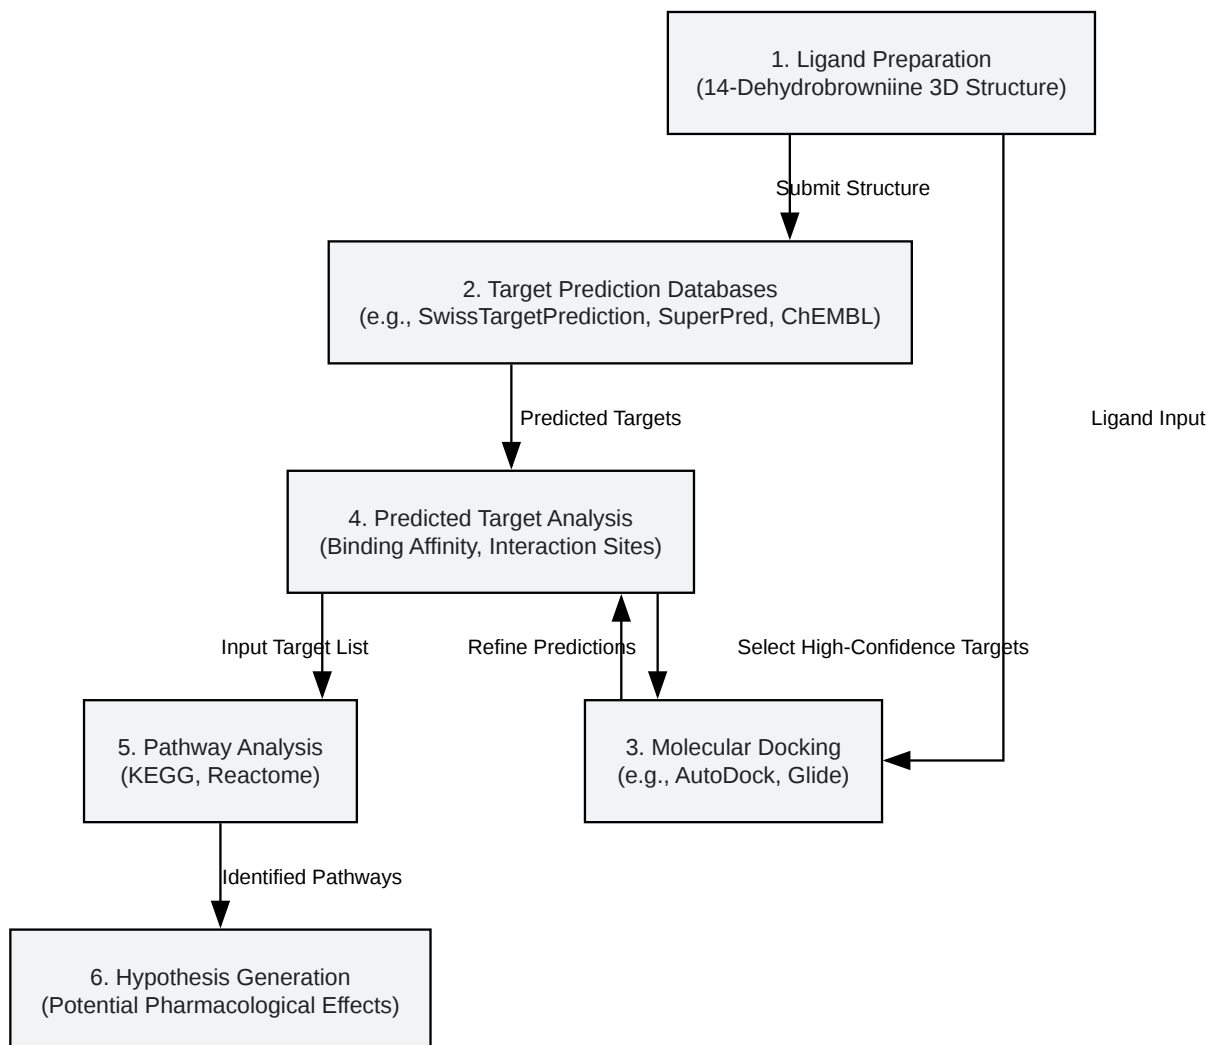 1. Ligand Preparation
(14-Dehydrobrowniine 3D Structure)
Submit Structure
2. Target Prediction Databases
(e.g., SwissTargetPrediction, SuperPred, ChEMBL)
Predicted Targets
Ligand Input
4. Predicted Target Analysis
(Binding Affinity, Interaction Sites)
Input Target List
Refine Predictions
Select High-Confidence Targets
5. Pathway Analysis
(KEGG, Reactome)
3. Molecular Docking
(e.g., AutoDock, Glide)
Identified Pathways
6. Hypothesis Generation
(Potential Pharmacological Effects)